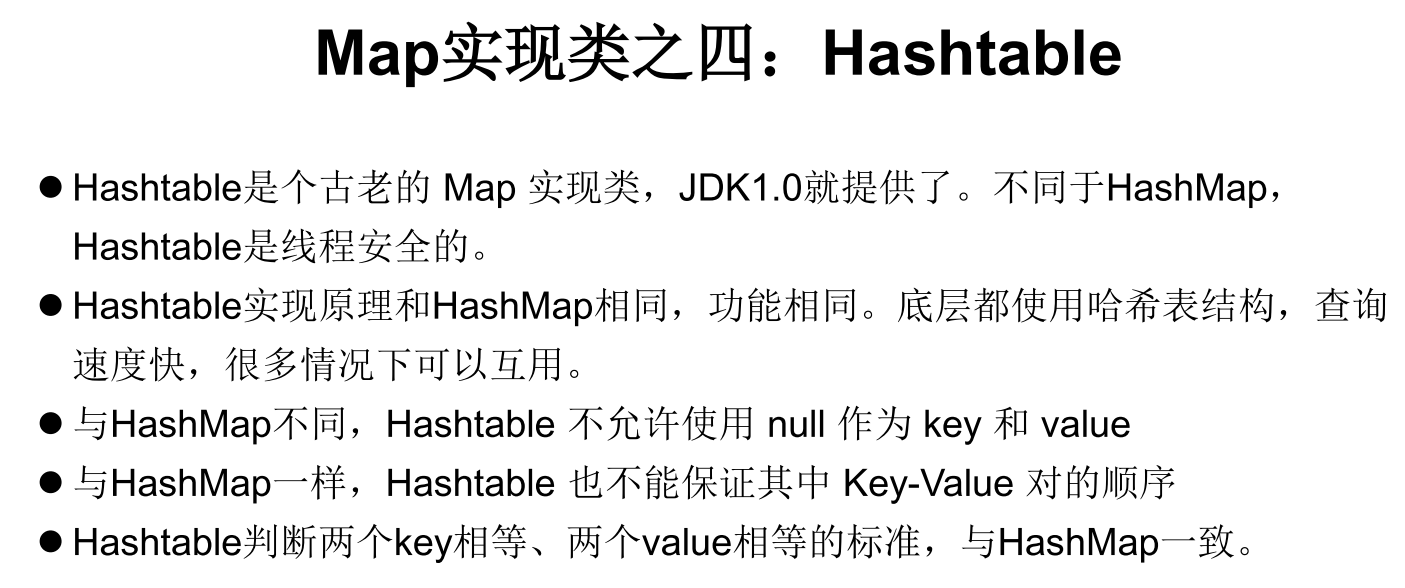 Map实现类之四：Hashtable
●Hashtable是个古老的 Map 实现类，JDK1.0就提供了。不同于HashMap，
Hashtable是线程安全的。
●Hashtable实现原理和HashMap相同，功能相同。底层都使用哈希表结构，查询
速度快，很多情况下可以互用。
●与HashMap不同，Hashtable 不允许使用 null 作为 key 和 value
●与HashMap一样，Hashtable 也不能保证其中 Key-Value 对的顺序
●Hashtable判断两个key相等、两个value相等的标准，与HashMap一致。